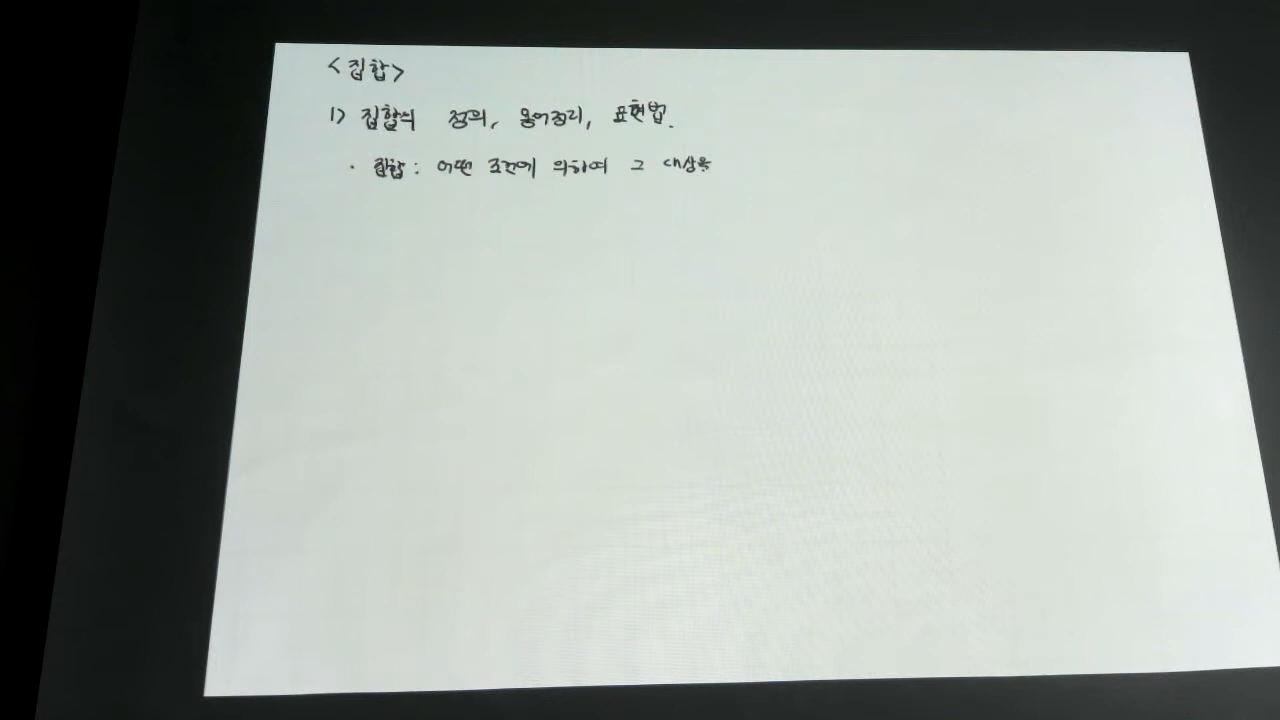 <집합>
1) 집합의 정의, 용어정리, 표현법.
· 집합 : 어떤 조건에 의하여 그 대상을